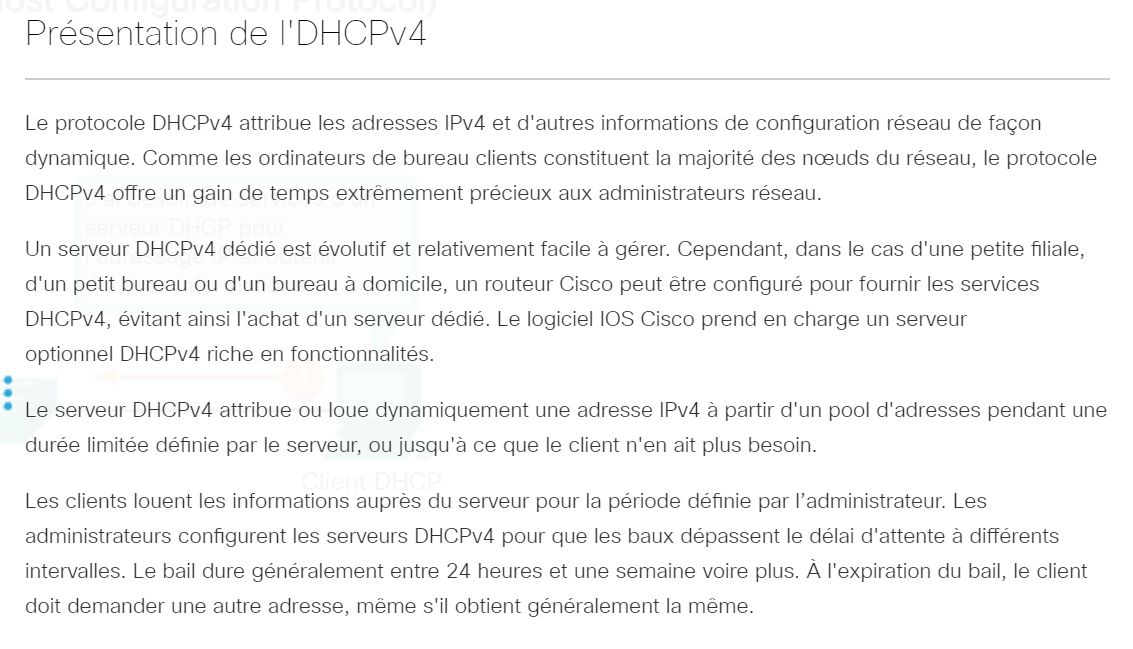 ost Configuration Protocol)
Présentation de l'DHCPv4
Le protocole DHCPv4 attribue les adresses IPv4 et d'autres informations de configuration réseau de façon
dynamique. Comme les ordinateurs de bureau clients constituent la majorité des nœuds du réseau, le protocole
DHCPv4 offre un gain de temps extrêmement précieux aux administrateurs réseau.
serveur DHCP pour
Un serveur DHCPv4 dédié est évolutif et relativement facile à gérer. Cependant, dans le cas d'une petite filiale,
d'un petit bureau ou d'un bureau à domicile, un routeur Cisco peut être configuré pour fournir les services
DHCPv4, évitant ainsi l'achat d'un serveur dédié. Le logiciel IOS Cisco prend en charge un serveur
optionnel DHCPv4 riche en fonctionnalités.
1
Le serveur DHCPv4 attribue ou loue dynamiquement une adresse IPv4 à partir d'un pool d'adresses pendant une
durée limitée définie par le serveur, ou jusqu'à ce que le client n'en ait plus besoin.
Client DHCP
Les clients louent les informations auprès du serveur pour la période définie par l’administrateur. Les
administrateurs configurent les serveurs DHCPv4 pour que les baux dépassent le délai d'attente à différents
intervalles. Le bail dure généralement entre 24 heures et une semaine voire plus. À l'expiration du bail, le client
doit demander une autre adresse, même s'il obtient généralement la même.